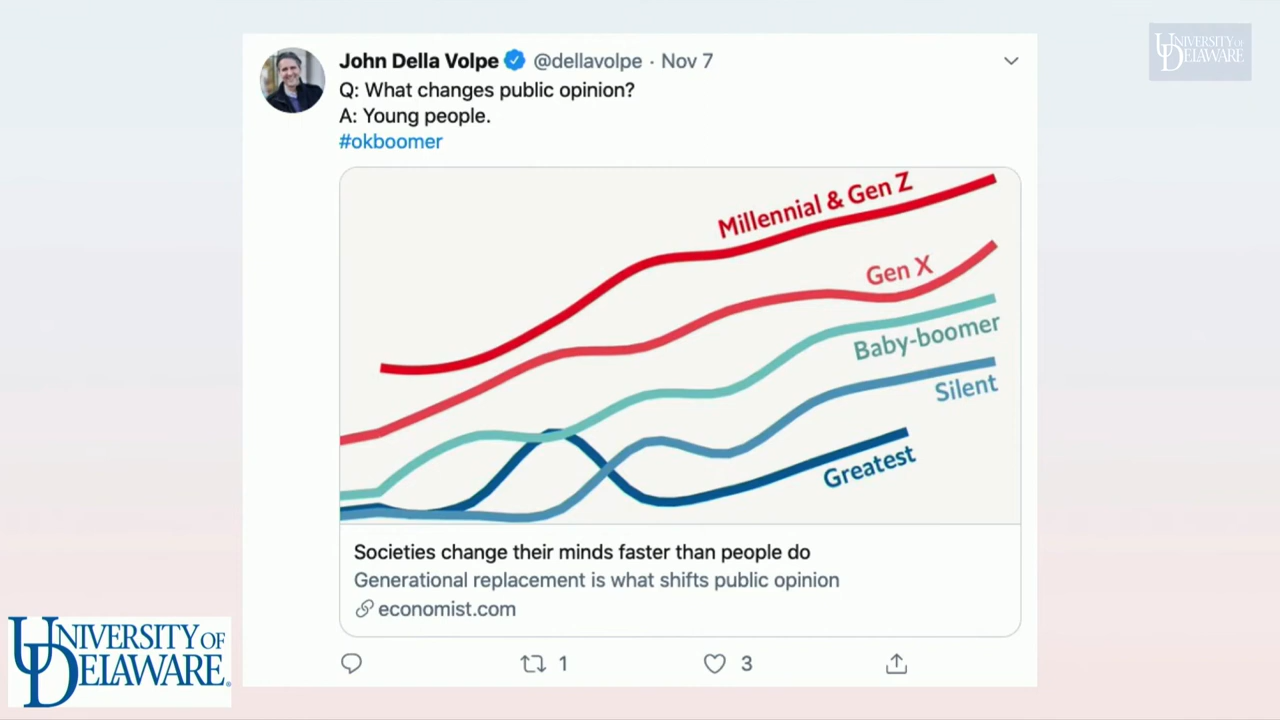 UNIVERSITY OF
DELAWARE
John Della Volpe @dellavolpe · Nov 7
Q: What changes public opinion?
A: Young people.
#okboomer
Millennial & Gen Z
Gen X
Baby-boomer
Silent
Greatest
Societies change their minds faster than people do
Generational replacement is what shifts public opinion
economist.com
1
3
UNIVERSITY OF
DELAWARE®